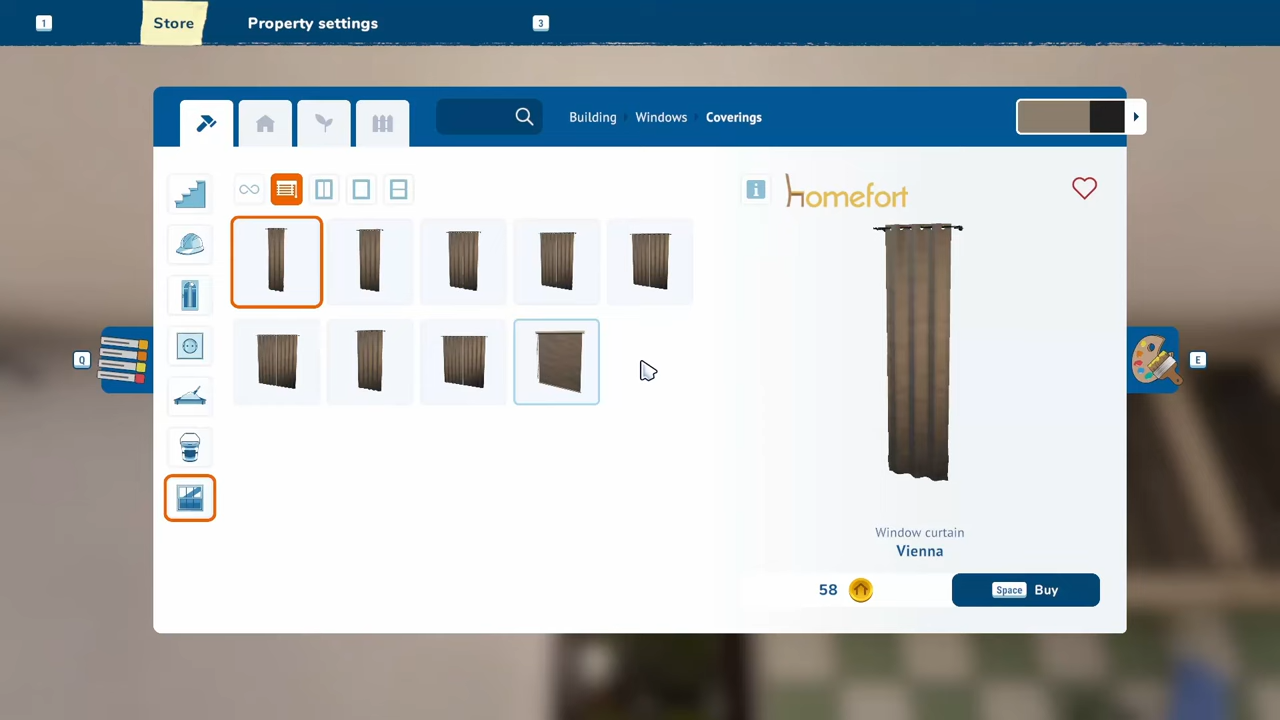 1
Store
Property settings
3
Building
Windows
Coverings
homefort
Q
E
Window curtain
Vienna
58
Space
Buy